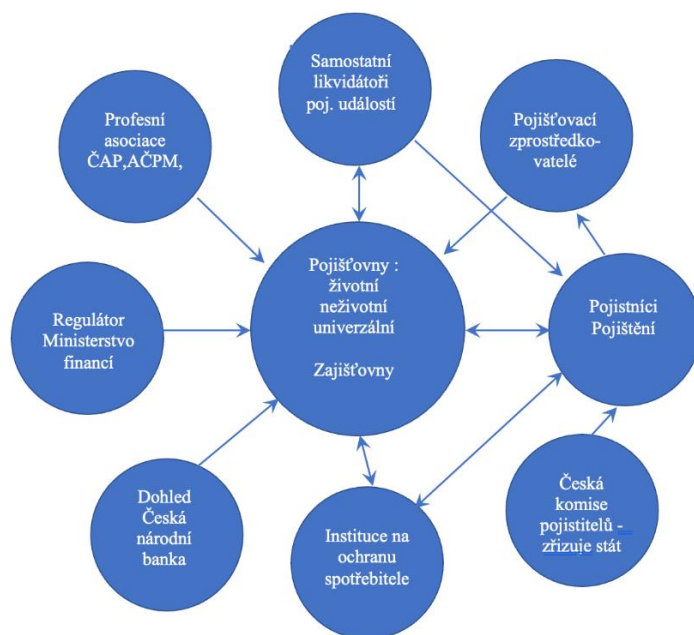 Samostatní
likvidátoři
poj. událostí
Profesní
asociace
ČAP,AČPM,
Pojišťovací
zprostředko-
vatelé
Pojišťovny :
životní
neživotní
univerzální
Zajišťovny
Regulátor
Ministerstvo
financí
Pojistníci
Pojištění
Dohled
Česká
národní
banka
Instituce na
ochranu
spotřebitele
Česká
komise
pojistitelů -
zřizuje stát